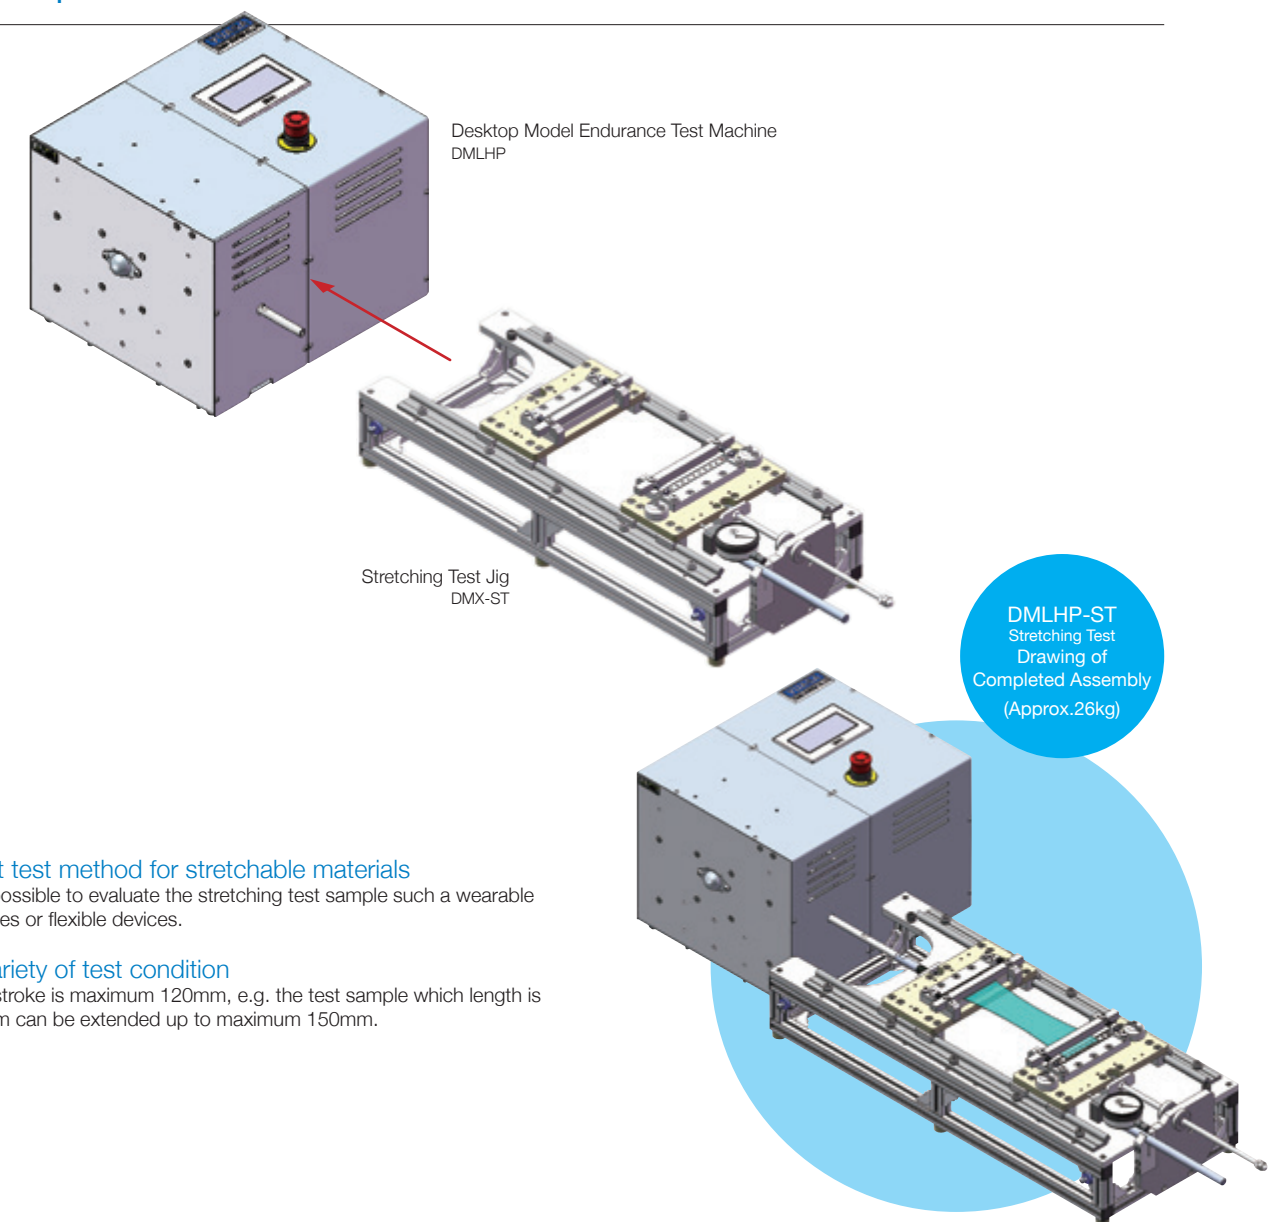 Desktop Model Endurance Test Machine
DMLHP
Stretching Test Jig
DMX-ST
DMLHP-ST
Stretching Test
Drawing of
Completed Assembly
(Approx.26kg)
t test method for stretchable materials
ossible to evaluate the stretching test sample such a wearable
es or flexible devices.
ariety of test condition
stroke is maximum 120mm, e.g. the test sample which length is
m can be extended up to maximum 150mm.